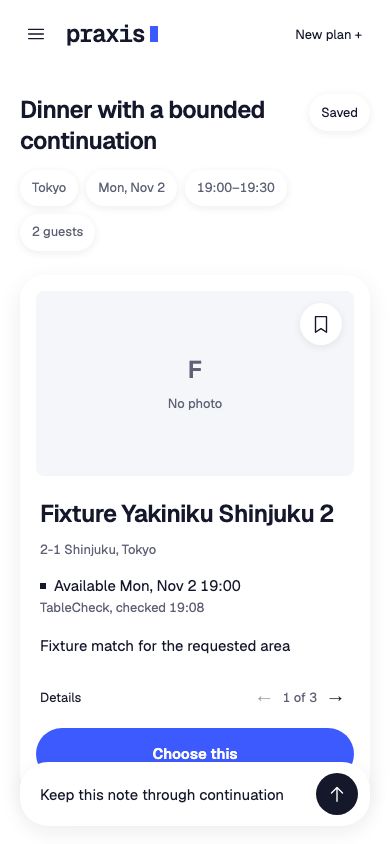 praxis
New plan +
Dinner with a bounded
continuation
Saved
Tokyo
Mon, Nov 2
19:00–19:30
2 guests
F
No photo
Fixture Yakiniku Shinjuku 2
2-1 Shinjuku, Tokyo
Available Mon, Nov 2 19:00
TableCheck, checked 19:08
Fixture match for the requested area
Details
← 1 of 3 →
Choose this
Keep this note through continuation